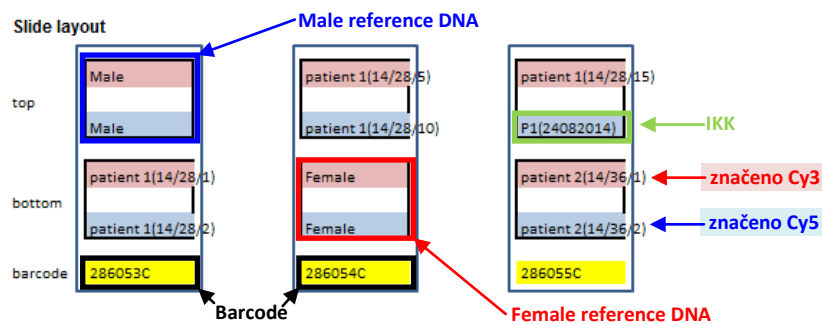 Male reference DNA
Slide layout
Male patient 1(14/28/5) patient 1(14/28/15)
top
Male patient 1(14/28/10) P1(24082014) IKK
patient 1(14/28/1) Female patient 2(14/36/1) značeno Cy3
bottom
patient 1(14/28/2) Female patient 2(14/36/2) značeno Cy5
barcode 286053C 286054C 286055C
Barcode Female reference DNA